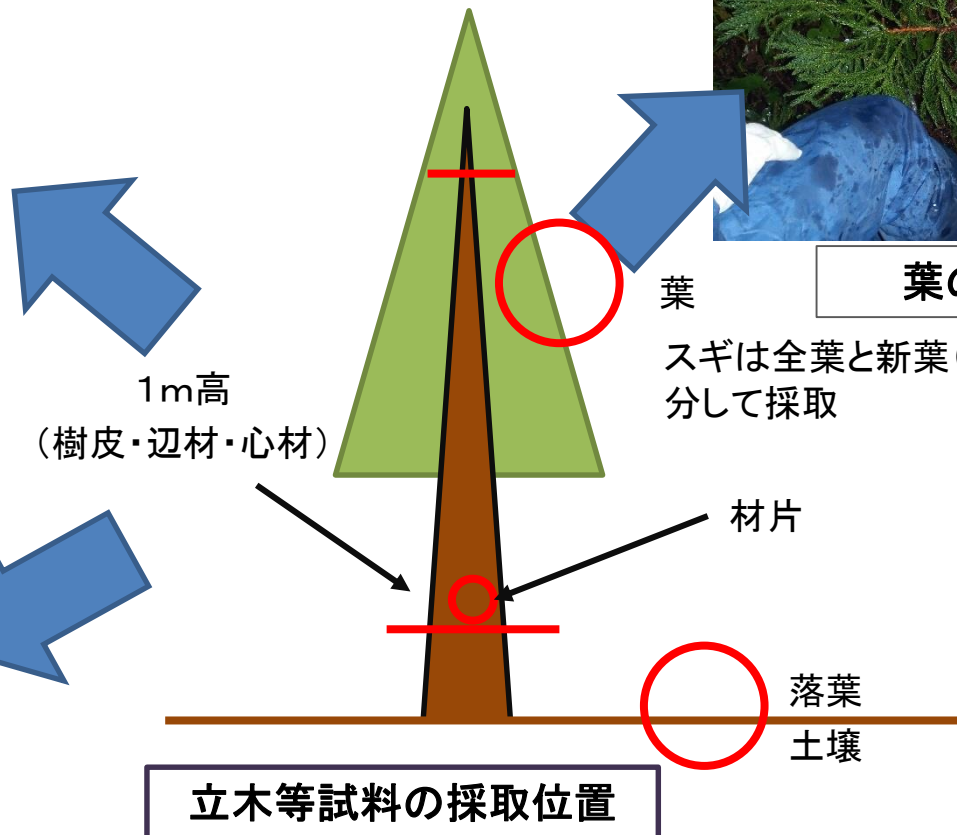 葉の
葉
スギは全葉と新葉（
分して採取
1m高
（樹皮・辺材・心材）
材片
落葉
土壌
立木等試料の採取位置